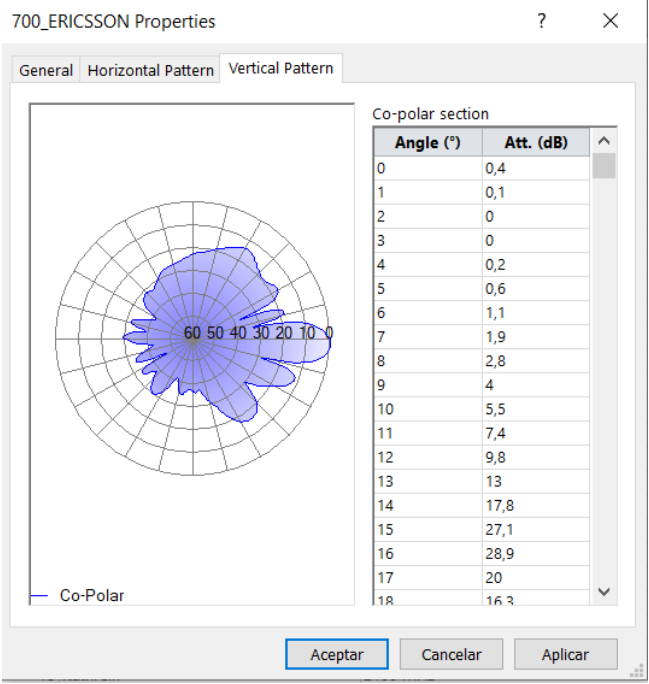 700_ERICSSON Properties
General Horizontal Pattern Vertical Pattern
Co-polar section
Angle (°) Att. (dB)
0 0,4
1 0,1
2 0
3 0
4 0,2
5 0,6
6 1,1
7 1,9
8 2,8
9 4
10 5,5
11 7,4
12 9,8
13 13
14 17,8
15 27,1
16 28,9
17 20
18 16,3
60 50 40 30 20 10 0
Co-Polar
Aceptar Cancelar Aplicar